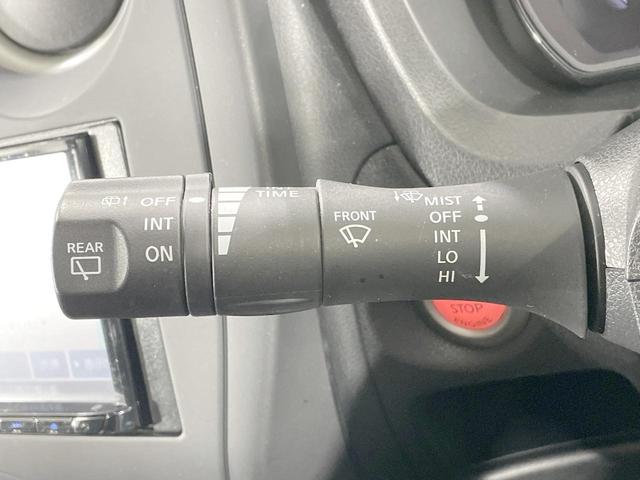 REAR
OFF
INT
ON
TIME
FRONT
MIST
OFF
INT
LO
HI
STOP